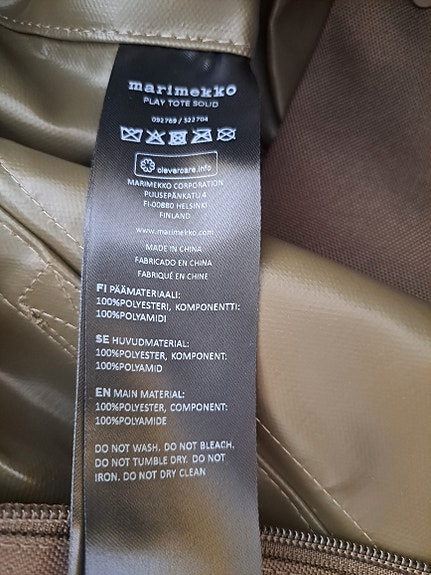 marimekko
PLAY TOTE SOLID
092769 / 322704
clevercare.info
MARIMEKKO CORPORATION
PUUSEPÄNKATU 4
FI-00880 HELSINKI
FINLAND
www.marimekko.com
MADE IN CHINA
FABRICADO EN CHINA
FABRIQUÉ EN CHINE
FI PÄÄMATERIAALI:
100%POLYESTERI, KOMPONENTTI:
100%POLYAMIDI
SE HUVUDMATERIAL:
100%POLYESTER, KOMPONENT:
100%POLYAMID
EN MAIN MATERIAL:
100%POLYESTER, COMPONENT:
100%POLYAMIDE
DO NOT WASH. DO NOT BLEACH.
DO NOT TUMBLE DRY. DO NOT
IRON. DO NOT DRY CLEAN